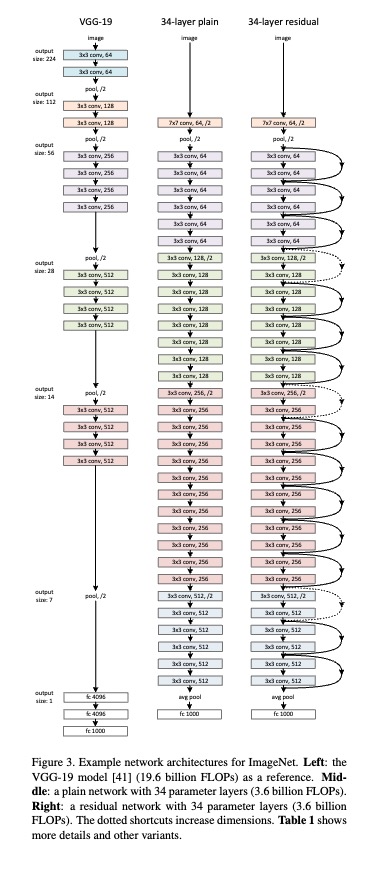 VGG-19
image
output
size: 224
3x3 conv, 64
3x3 conv, 64
pool, /2
output
size: 112
3x3 conv, 128
3x3 conv, 128
pool, /2
output
size: 56
3x3 conv, 256
3x3 conv, 256
3x3 conv, 256
3x3 conv, 256
pool, /2
output
size: 28
3x3 conv, 512
3x3 conv, 512
3x3 conv, 512
3x3 conv, 512
pool, /2
output
size: 14
3x3 conv, 512
3x3 conv, 512
3x3 conv, 512
3x3 conv, 512
pool, /2
output
size: 7
output
size: 1
fc 4096
fc 4096
fc 1000
34-layer plain
image
7x7 conv, 64, /2
pool, /2
3x3 conv, 64
3x3 conv, 64
3x3 conv, 64
3x3 conv, 64
3x3 conv, 64
3x3 conv, 64
3x3 conv, 128, /2
3x3 conv, 128
3x3 conv, 128
3x3 conv, 128
3x3 conv, 128
3x3 conv, 128
3x3 conv, 128
3x3 conv, 128
3x3 conv, 256, /2
3x3 conv, 256
3x3 conv, 256
3x3 conv, 256
3x3 conv, 256
3x3 conv, 256
3x3 conv, 256
3x3 conv, 256
3x3 conv, 256
3x3 conv, 256
3x3 conv, 256
3x3 conv, 256
3x3 conv, 512, /2
3x3 conv, 512
3x3 conv, 512
3x3 conv, 512
3x3 conv, 512
3x3 conv, 512
avg pool
fc 1000
34-layer residual
image
7x7 conv, 64, /2
pool, /2
3x3 conv, 64
3x3 conv, 64
3x3 conv, 64
3x3 conv, 64
3x3 conv, 64
3x3 conv, 64
3x3 conv, 128, /2
3x3 conv, 128
3x3 conv, 128
3x3 conv, 128
3x3 conv, 128
3x3 conv, 128
3x3 conv, 128
3x3 conv, 128
3x3 conv, 256, /2
3x3 conv, 256
3x3 conv, 256
3x3 conv, 256
3x3 conv, 256
3x3 conv, 256
3x3 conv, 256
3x3 conv, 256
3x3 conv, 256
3x3 conv, 256
3x3 conv, 256
3x3 conv, 256
3x3 conv, 512, /2
3x3 conv, 512
3x3 conv, 512
3x3 conv, 512
3x3 conv, 512
3x3 conv, 512
avg pool
fc 1000
Figure 3. Example network architectures for ImageNet. Left: the
VGG-19 model [41] (19.6 billion FLOPs) as a reference. Mid-
dle: a plain network with 34 parameter layers (3.6 billion FLOPs).
Right: a residual network with 34 parameter layers (3.6 billion
FLOPs). The dotted shortcuts increase dimensions. Table 1 shows
more details and other variants.